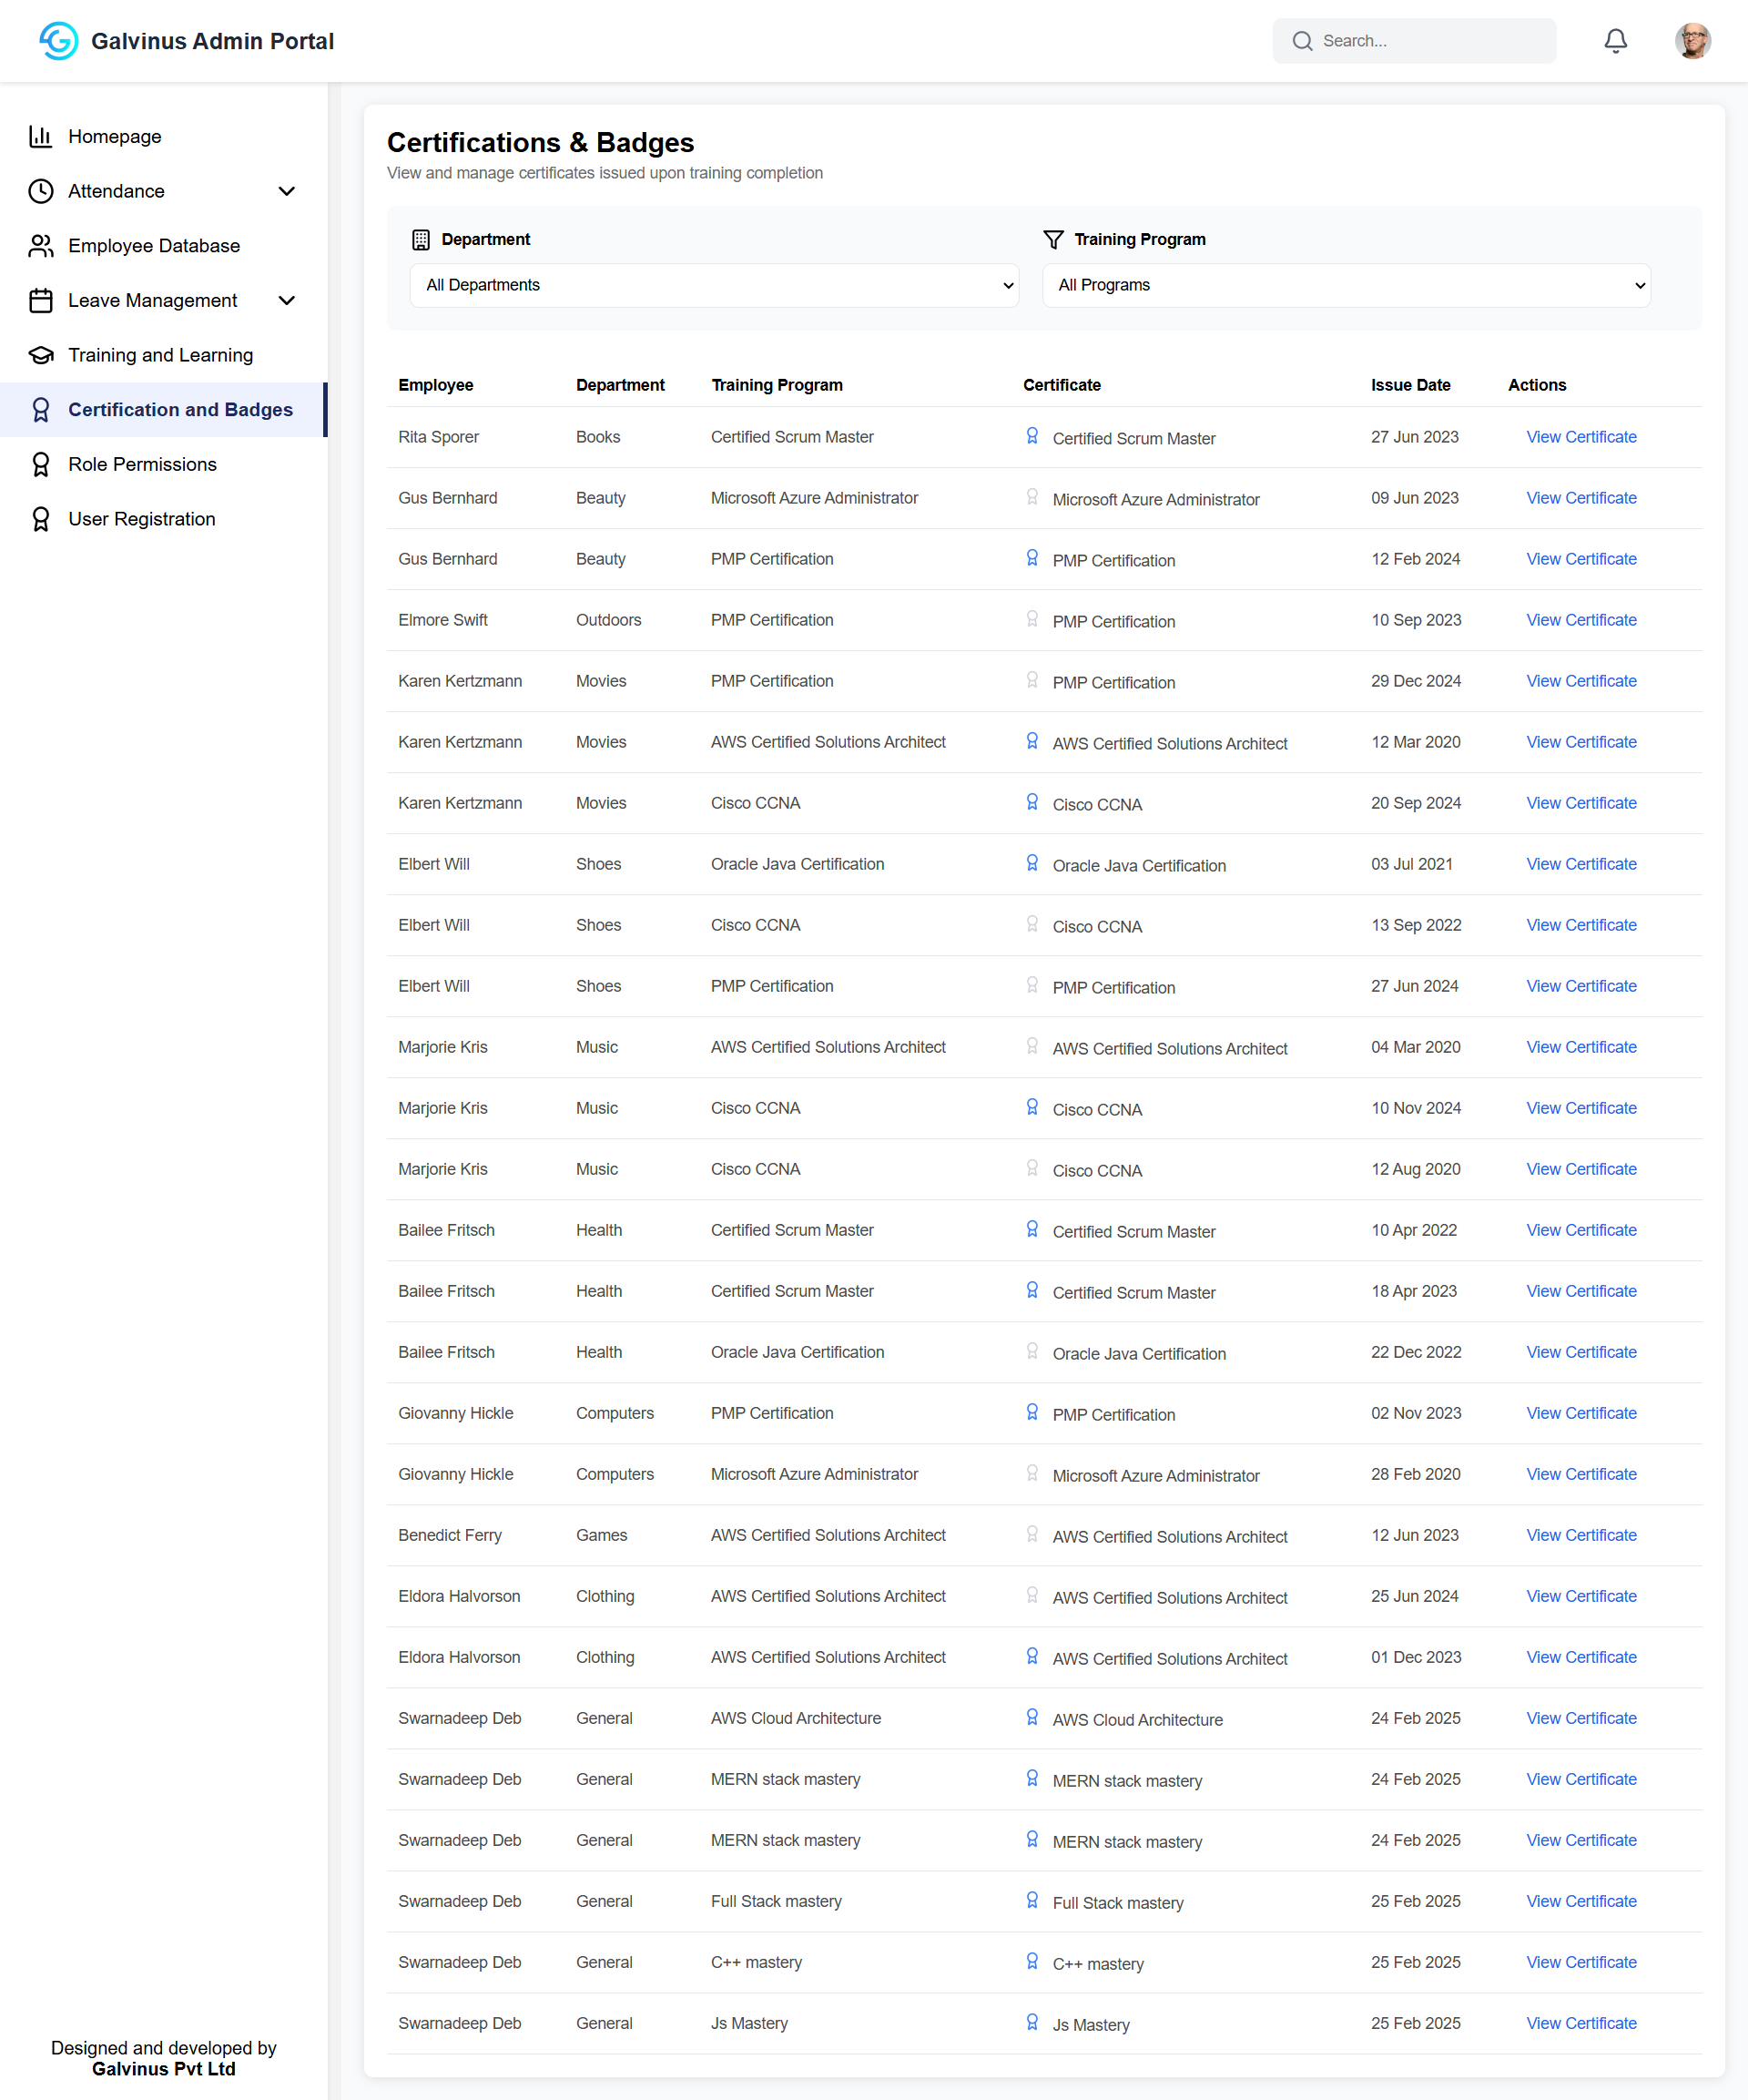 Galvinus Admin Portal
Search...
Homepage
Attendance
Employee Database
Leave Management
Training and Learning
Certification and Badges
Role Permissions
User Registration
Designed and developed by
Galvinus Pvt Ltd
Certifications & Badges
View and manage certificates issued upon training completion
Department
All Departments
Training Program
All Programs
Employee Department Training Program Certificate Issue Date Actions
Rita Sporer Books Certified Scrum Master Certified Scrum Master 27 Jun 2023 View Certificate
Gus Bernhard Beauty Microsoft Azure Administrator Microsoft Azure Administrator 09 Jun 2023 View Certificate
Gus Bernhard Beauty PMP Certification PMP Certification 12 Feb 2024 View Certificate
Elmore Swift Outdoors PMP Certification PMP Certification 10 Sep 2023 View Certificate
Karen Kertzmann Movies PMP Certification PMP Certification 29 Dec 2024 View Certificate
Karen Kertzmann Movies AWS Certified Solutions Architect AWS Certified Solutions Architect 12 Mar 2020 View Certificate
Karen Kertzmann Movies Cisco CCNA Cisco CCNA 20 Sep 2024 View Certificate
Elbert Will Shoes Oracle Java Certification Oracle Java Certification 03 Jul 2021 View Certificate
Elbert Will Shoes Cisco CCNA Cisco CCNA 13 Sep 2022 View Certificate
Elbert Will Shoes PMP Certification PMP Certification 27 Jun 2024 View Certificate
Marjorie Kris Music AWS Certified Solutions Architect AWS Certified Solutions Architect 04 Mar 2020 View Certificate
Marjorie Kris Music Cisco CCNA Cisco CCNA 10 Nov 2024 View Certificate
Marjorie Kris Music Cisco CCNA Cisco CCNA 12 Aug 2020 View Certificate
Bailee Fritsch Health Certified Scrum Master Certified Scrum Master 10 Apr 2022 View Certificate
Bailee Fritsch Health Certified Scrum Master Certified Scrum Master 18 Apr 2023 View Certificate
Bailee Fritsch Health Oracle Java Certification Oracle Java Certification 22 Dec 2022 View Certificate
Giovanny Hickle Computers PMP Certification PMP Certification 02 Nov 2023 View Certificate
Giovanny Hickle Computers Microsoft Azure Administrator Microsoft Azure Administrator 28 Feb 2020 View Certificate
Benedict Ferry Games AWS Certified Solutions Architect AWS Certified Solutions Architect 12 Jun 2023 View Certificate
Eldora Halvorson Clothing AWS Certified Solutions Architect AWS Certified Solutions Architect 25 Jun 2024 View Certificate
Eldora Halvorson Clothing AWS Certified Solutions Architect AWS Certified Solutions Architect 01 Dec 2023 View Certificate
Swarnadeep Deb General AWS Cloud Architecture AWS Cloud Architecture 24 Feb 2025 View Certificate
Swarnadeep Deb General MERN stack mastery MERN stack mastery 24 Feb 2025 View Certificate
Swarnadeep Deb General MERN stack mastery MERN stack mastery 24 Feb 2025 View Certificate
Swarnadeep Deb General Full Stack mastery Full Stack mastery 25 Feb 2025 View Certificate
Swarnadeep Deb General C++ mastery C++ mastery 25 Feb 2025 View Certificate
Swarnadeep Deb General Js Mastery Js Mastery 25 Feb 2025 View Certificate